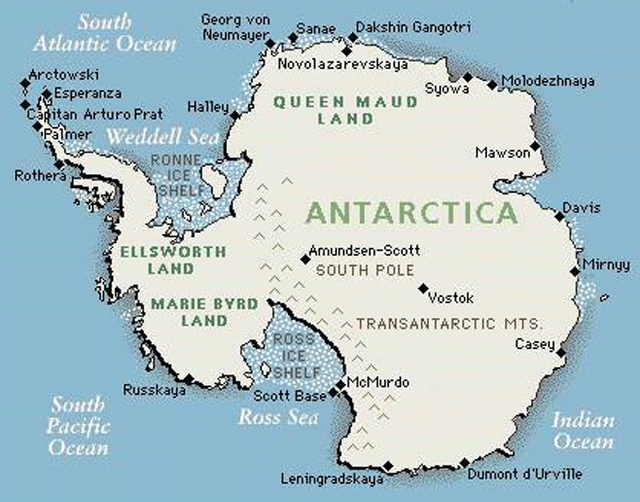 South
Atlantic Ocean
Georg von
Neumayer
Sanae
Dakshin Gangotri
Novolazarevskaya
Arctowski
Esperanza
Capitan Arturo Prat
Palmer
Rothera
Halley
Weddell Sea
RONNE
ICE
SHELF
QUEEN MAUD
LAND
Syowa
Molodezhnaya
Mawson
Davis
Mirnyy
ANTARCTICA
ELLSWORTH
LAND
Amundsen-Scott
SOUTH POLE
Vostok
MARIE BYRD
LAND
TRANSANTARCTIC MTS.
ROSS
ICE
SHELF
Casey
Russkaya
Scott Base
McMurdo
Ross Sea
South
Pacific
Ocean
Indian
Ocean
Leningradskaya
Dumont d'Urville